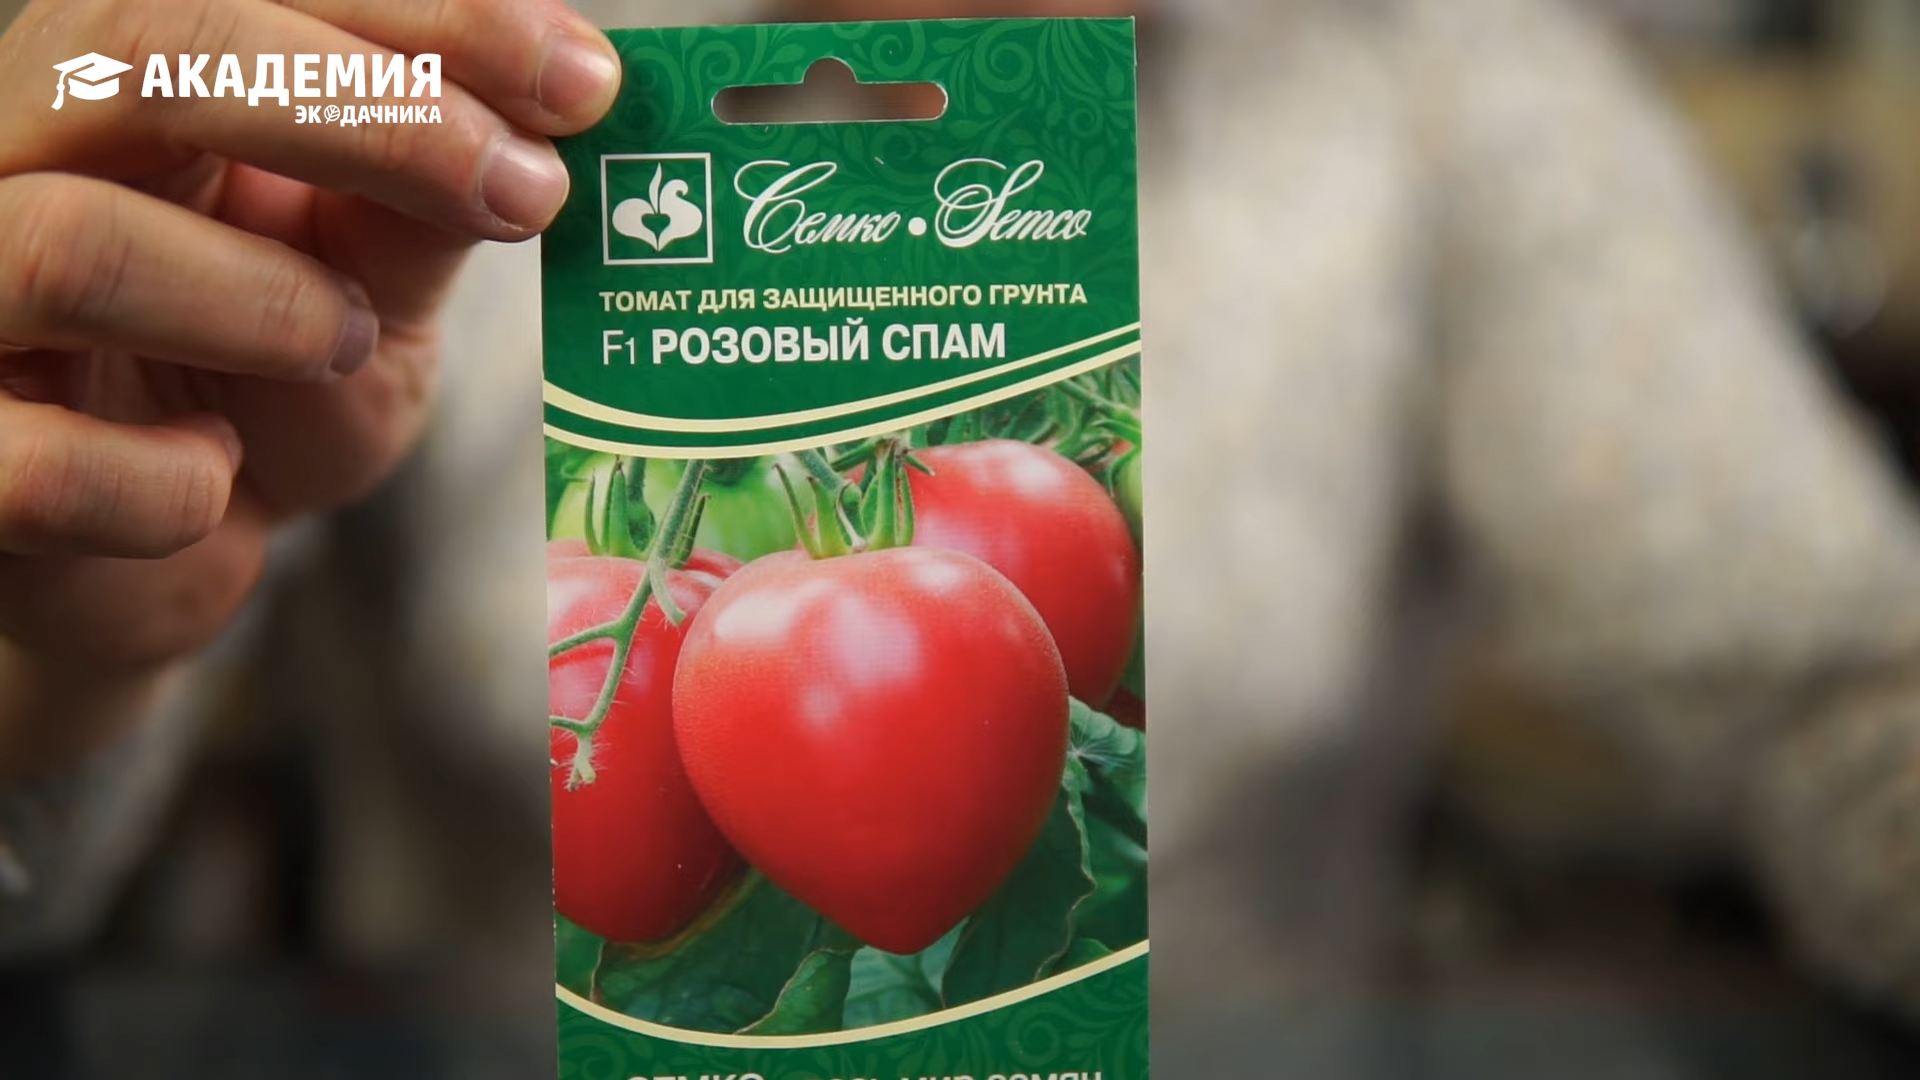 АКАДЕМИЯ
ЭКОДАЧНИКА
Семко • Semco
ТОМАТ ДЛЯ ЗАЩИЩЕННОГО ГРУНТА
F1 РОЗОВЫЙ СПАМ